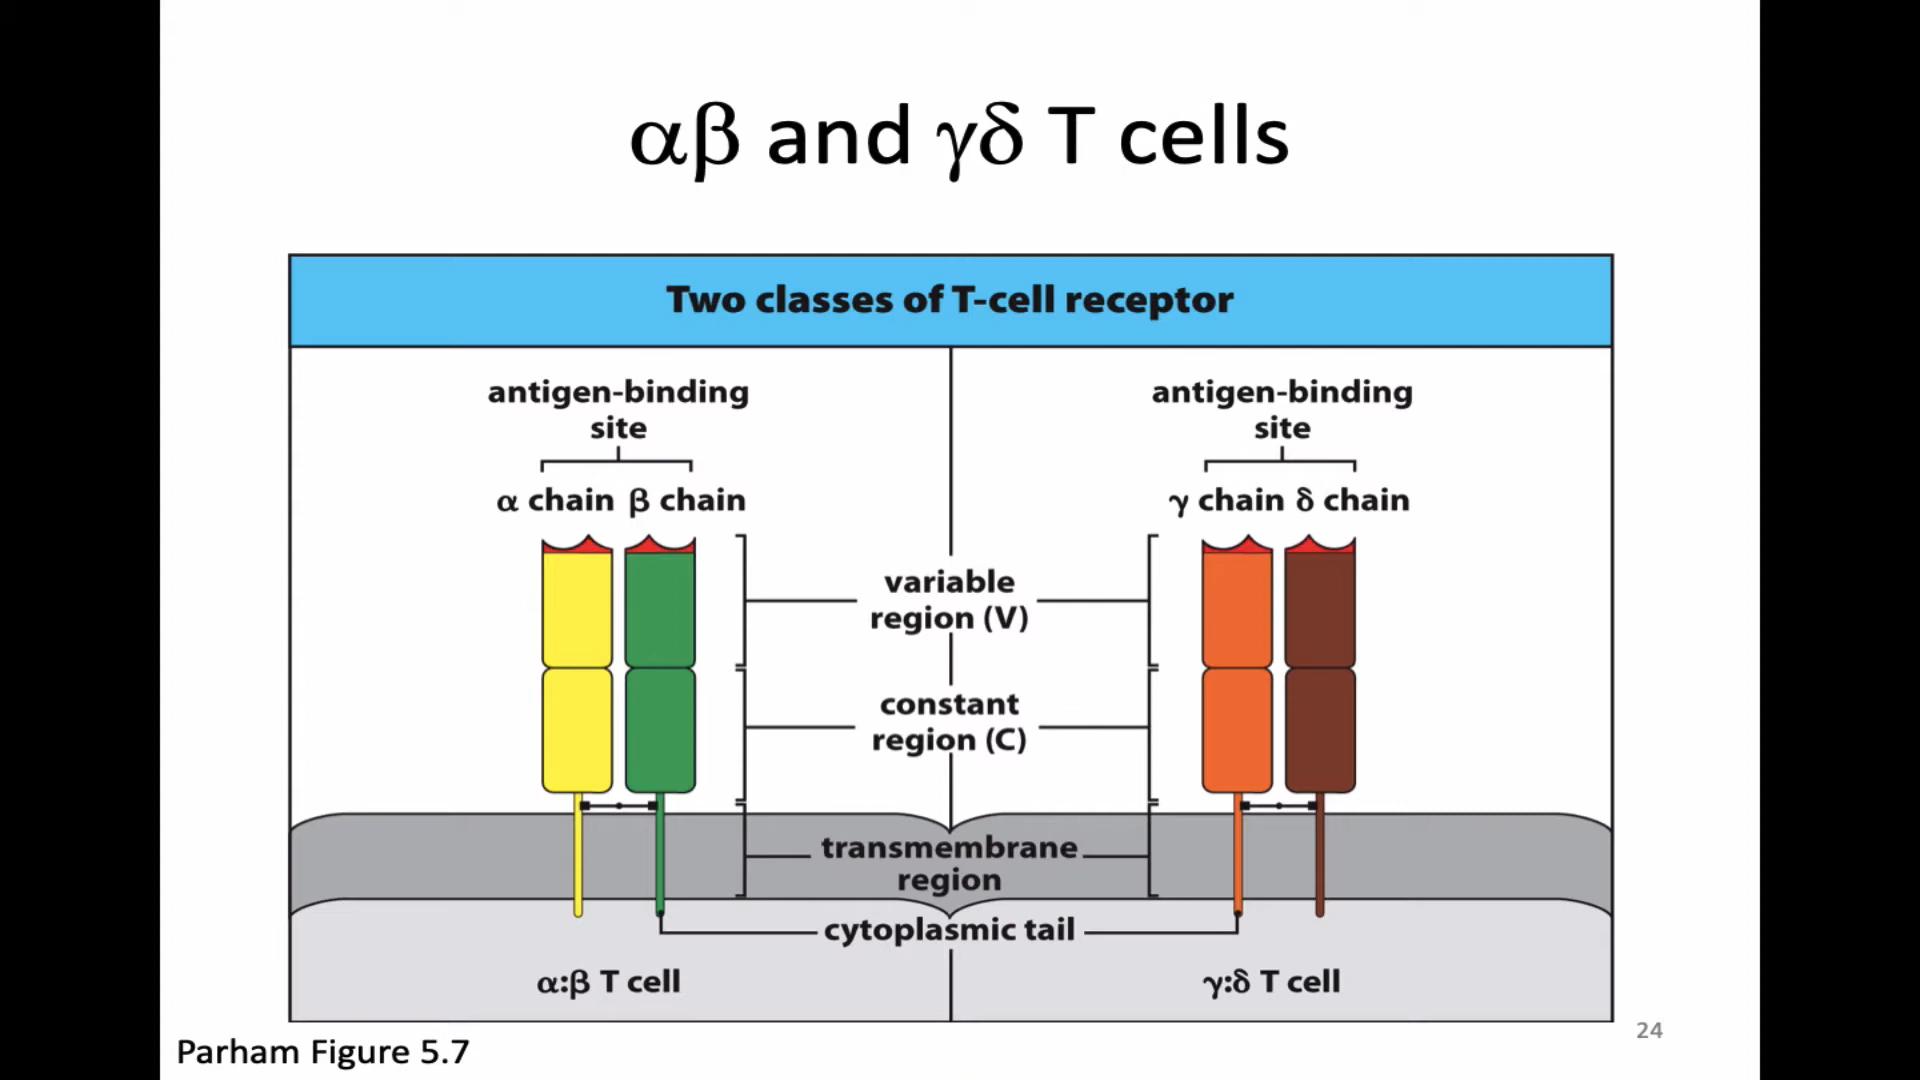 αβ and γδ T cells
Two classes of T-cell receptor
antigen-binding
site
α chain β chain
antigen-binding
site
γ chain δ chain
variable
region (V)
constant
region (C)
transmembrane
region
cytoplasmic tail
α:β T cell
γ:δ T cell
Parham Figure 5.7
24